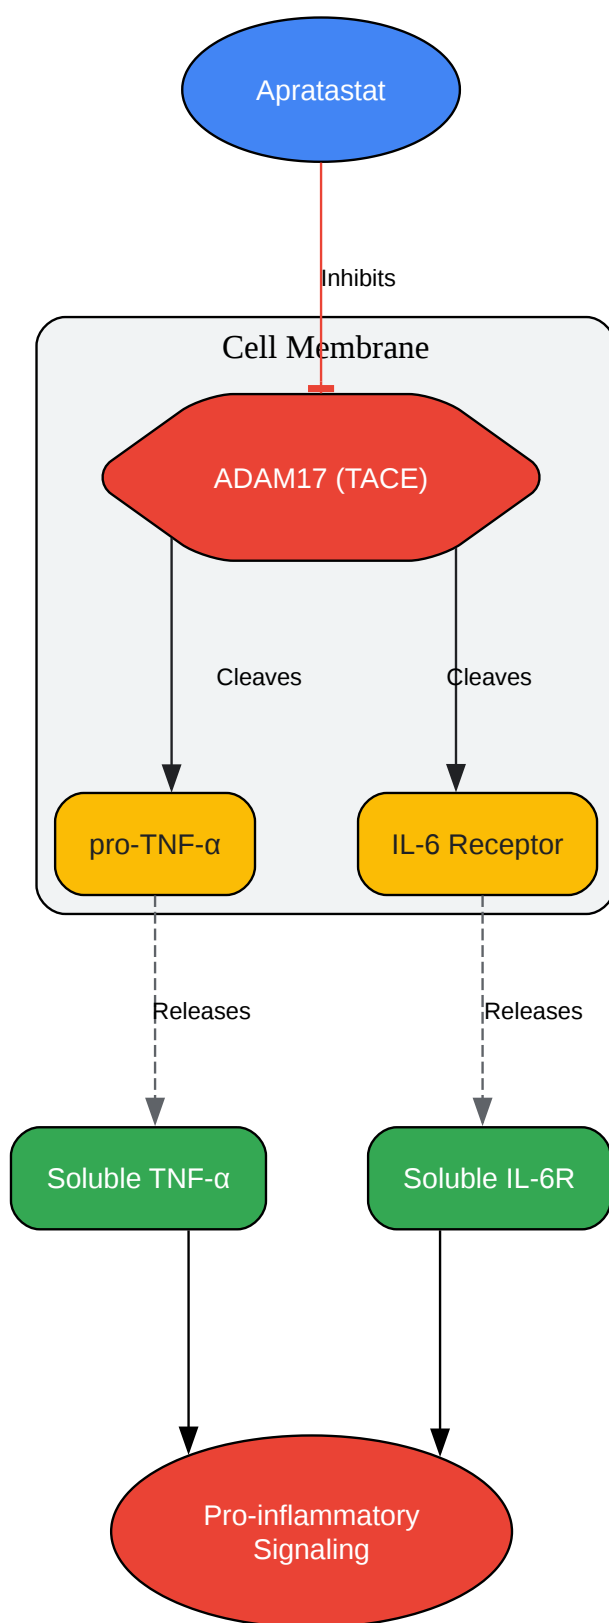 Apratastat
Inhibits
Cell Membrane
ADAM17 (TACE)
Cleaves
Cleaves
pro-TNF-α
IL-6 Receptor
Releases
Releases
Soluble TNF-α
Soluble IL-6R
Pro-inflammatory
Signaling